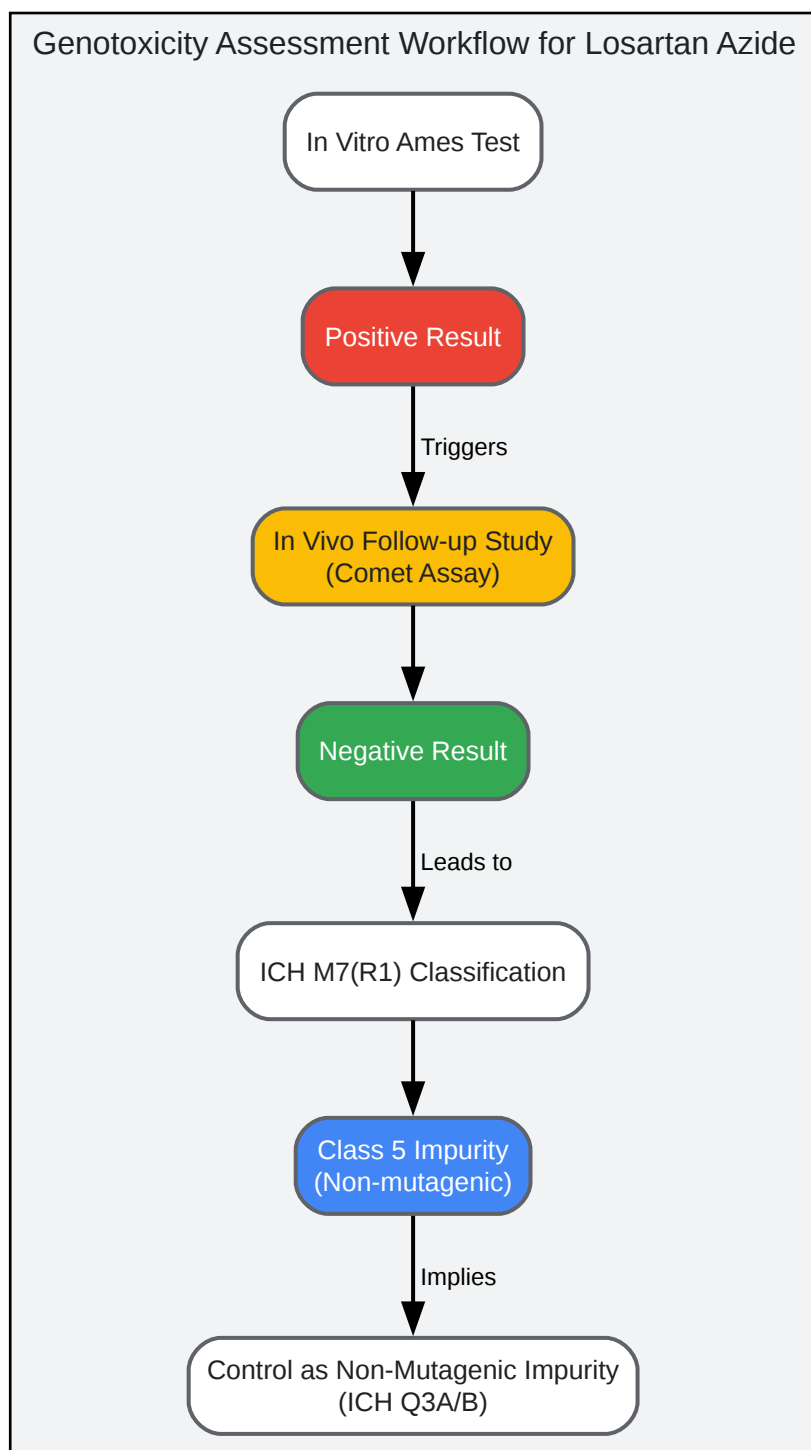 Genotoxicity Assessment Workflow for Losartan Azide
In Vitro Ames Test
Positive Result
Triggers
In Vivo Follow-up Study
(Comet Assay)
Negative Result
Leads to
ICH M7(R1) Classification
Class 5 Impurity
(Non-mutagenic)
Implies
Control as Non-Mutagenic Impurity
(ICH Q3A/B)